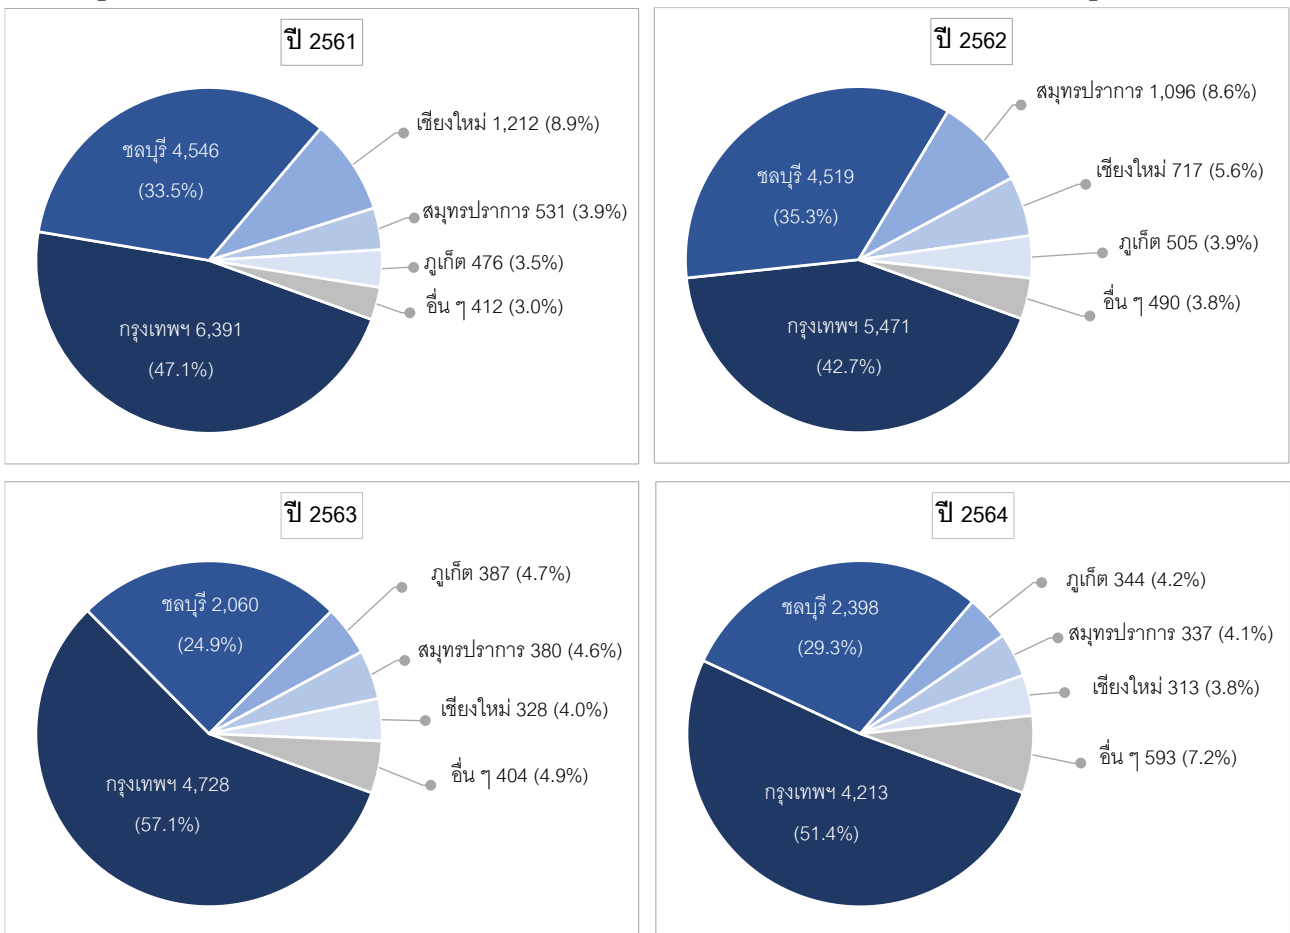 ปี 2561
เชียงใหม่ 1,212 (8.9%)
ชลบุรี 4,546
(33.5%)
สมุทรปราการ 531 (3.9%)
ภูเก็ต 476 (3.5%)
อื่น ๆ 412 (3.0%)
กรุงเทพฯ 6,391
(47.1%)
ปี 2562
สมุทรปราการ 1,096 (8.6%)
ชลบุรี 4,519
(35.3%)
เชียงใหม่ 717 (5.6%)
ภูเก็ต 505 (3.9%)
อื่น ๆ 490 (3.8%)
กรุงเทพฯ 5,471
(42.7%)
ปี 2563
ภูเก็ต 387 (4.7%)
ชลบุรี 2,060
(24.9%)
สมุทรปราการ 380 (4.6%)
เชียงใหม่ 328 (4.0%)
อื่น ๆ 404 (4.9%)
กรุงเทพฯ 4,728
(57.1%)
ปี 2564
ภูเก็ต 344 (4.2%)
ชลบุรี 2,398
(29.3%)
สมุทรปราการ 337 (4.1%)
เชียงใหม่ 313 (3.8%)
อื่น ๆ 593 (7.2%)
กรุงเทพฯ 4,213
(51.4%)